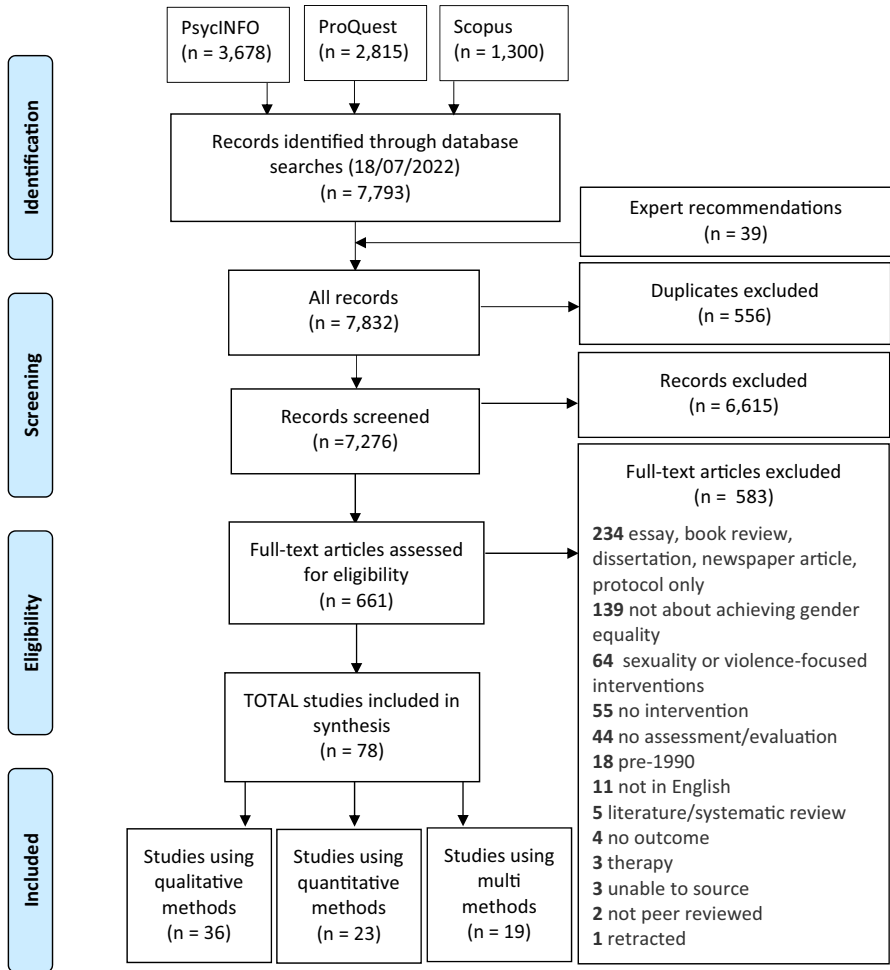 PsycINFO
(n = 3,678)
ProQuest
(n = 2,815)
Scopus
(n = 1,300)
Identification
Records identified through database
searches (18/07/2022)
(n = 7,793)
Expert recommendations
(n = 39)
All records
(n = 7,832)
Duplicates excluded
(n = 556)
Screening
Records screened
(n =7,276)
Records excluded
(n = 6,615)
Eligibility
Full-text articles assessed
for eligibility
(n = 661)
Full-text articles excluded
(n = 583)
234 essay, book review,
dissertation, newspaper article,
protocol only
139 not about achieving gender
equality
64 sexuality or violence-focused
interventions
55 no intervention
44 no assessment/evaluation
18 pre-1990
11 not in English
5 literature/systematic review
4 no outcome
3 therapy
3 unable to source
2 not peer reviewed
1 retracted
TOTAL studies included in
synthesis
(n = 78)
Included
Studies using
qualitative
methods
(n = 36)
Studies using
quantitative
methods
(n = 23)
Studies using
multi
methods
(n = 19)